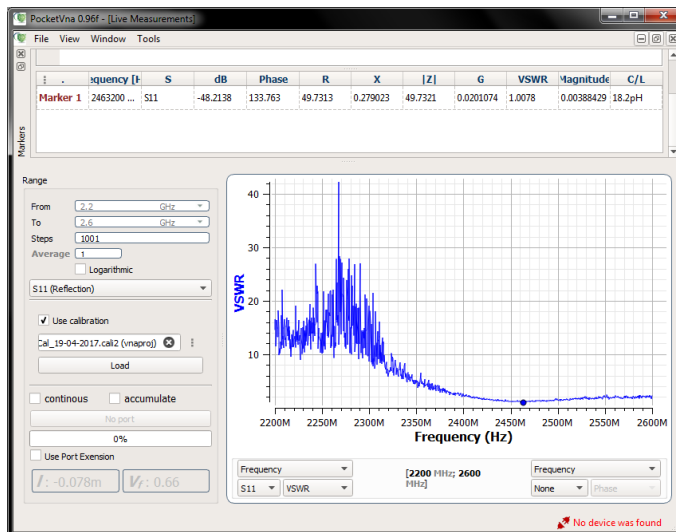 PocketVna 0.96f - [Live Measurements]
File View Window Tools
. equency [H S dB Phase R X |Z| G VSWR Magnitude C/L
Marker 1 2463200 ... S11 -48.2138 133.763 49.7313 0.279023 49.7321 0.0201074 1.0078 0.00388429 18.2pH
Markers
Range
From 2.2 GHz
To 2.6 GHz
Steps 1001
Average 1
Logarithmic
S11 (Reflection)
Use calibration
Cal_19-04-2017.cali2 (vnaproj)
Load
continous accumulate
No port
0%
Use Port Exension
l : -0.078m Vf : 0.66
VSWR
40
30
20
10
2200M 2250M 2300M 2350M 2400M 2450M 2500M 2550M 2600M
Frequency (Hz)
Frequency [2200 MHz; 2600 MHz] Frequency
S11 VSWR None Phase
No device was found